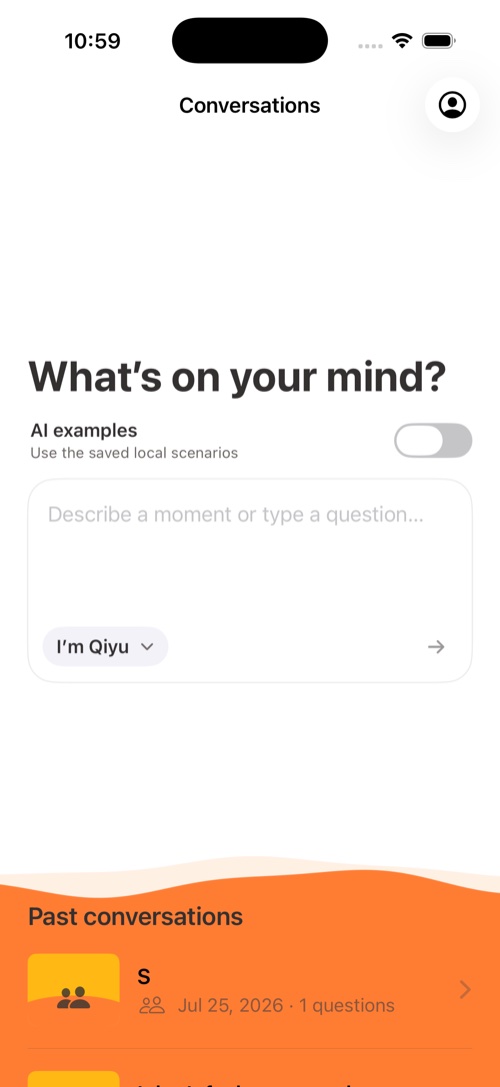 10:59
Conversations
What's on your mind?
AI examples
Use the saved local scenarios
Describe a moment or type a question...
I'm Qiyu
Past conversations
S
Jul 25, 2026 · 1 questions